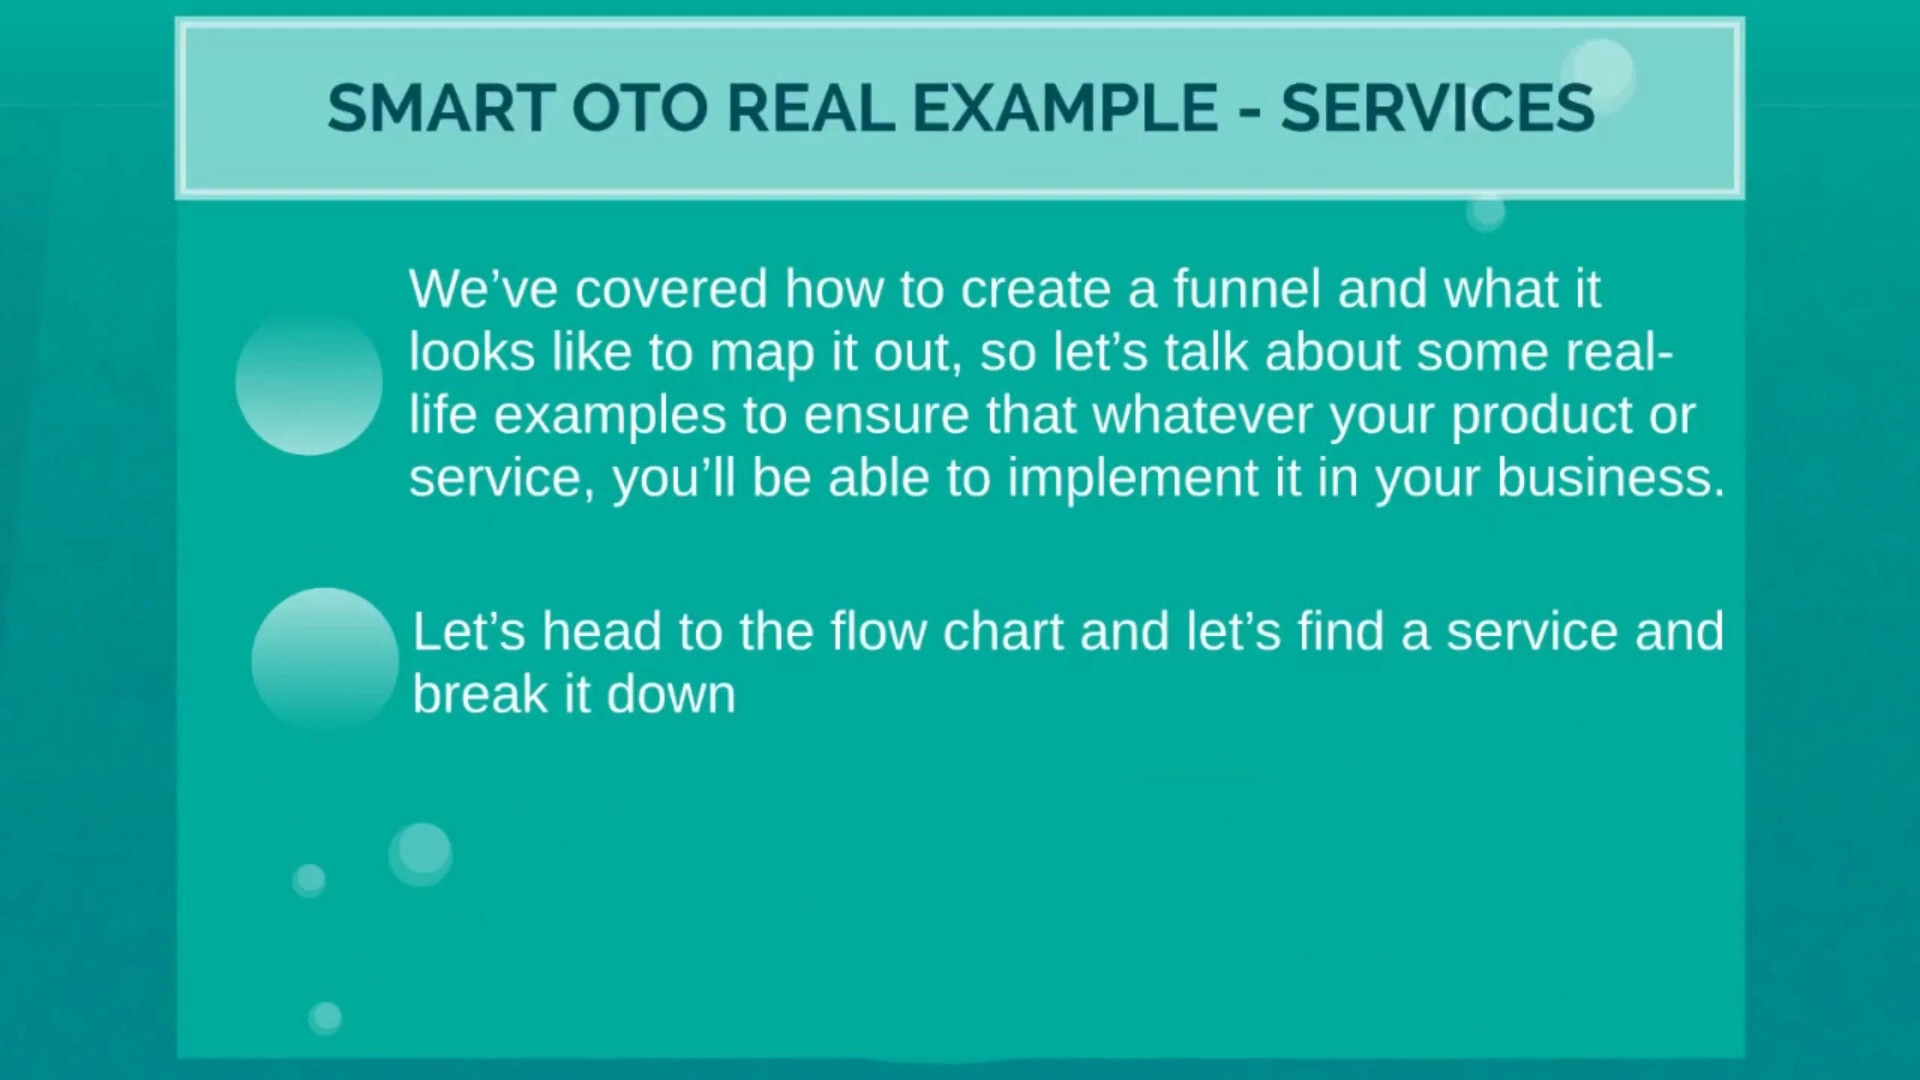 SMART OTO REAL EXAMPLE - SERVICES
We’ve covered how to create a funnel and what it
looks like to map it out, so let’s talk about some real-
life examples to ensure that whatever your product or
service, you’ll be able to implement it in your business.
Let’s head to the flow chart and let’s find a service and
break it down